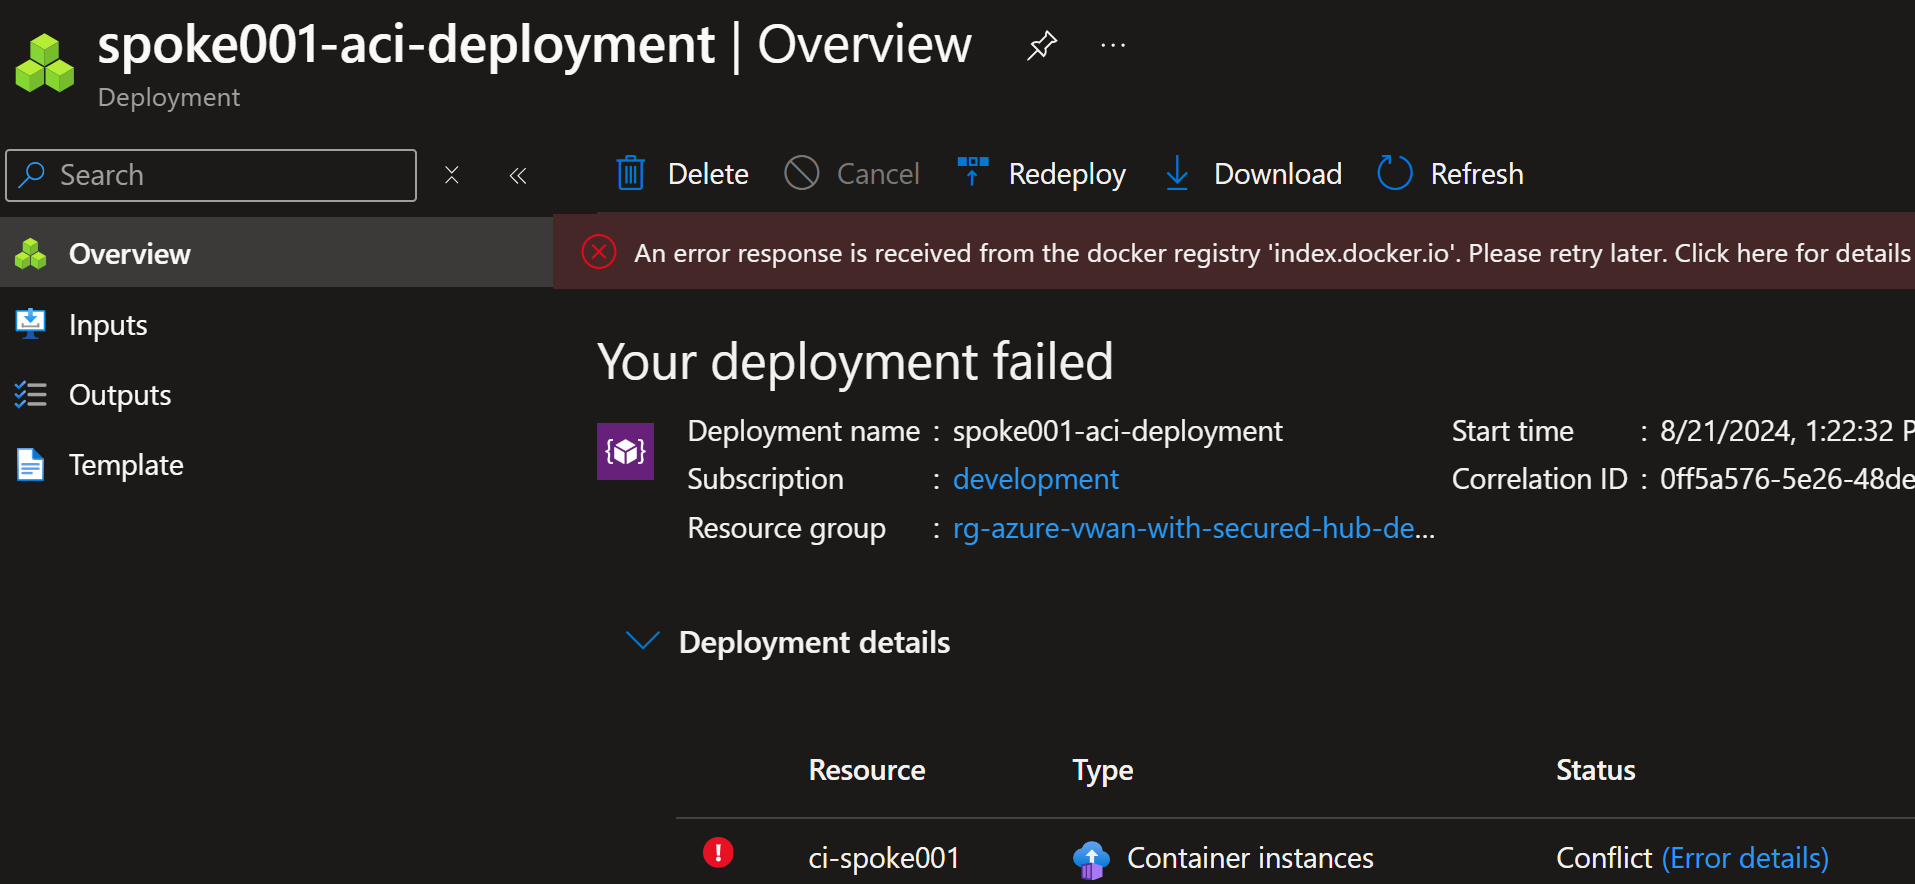 spoke001-aci-deployment | Overview
Deployment
Search
Delete
Cancel
Redeploy
Download
Refresh
Overview
Inputs
Outputs
Template
An error response is received from the docker registry 'index.docker.io'. Please retry later. Click here for details
Your deployment failed
Deployment name : spoke001-aci-deployment
Subscription : development
Resource group : rg-azure-vwan-with-secured-hub-de...
Start time : 8/21/2024, 1:22:32 P
Correlation ID : 0ff5a576-5e26-48de
Deployment details
Resource Type Status
ci-spoke001 Container instances Conflict (Error details)